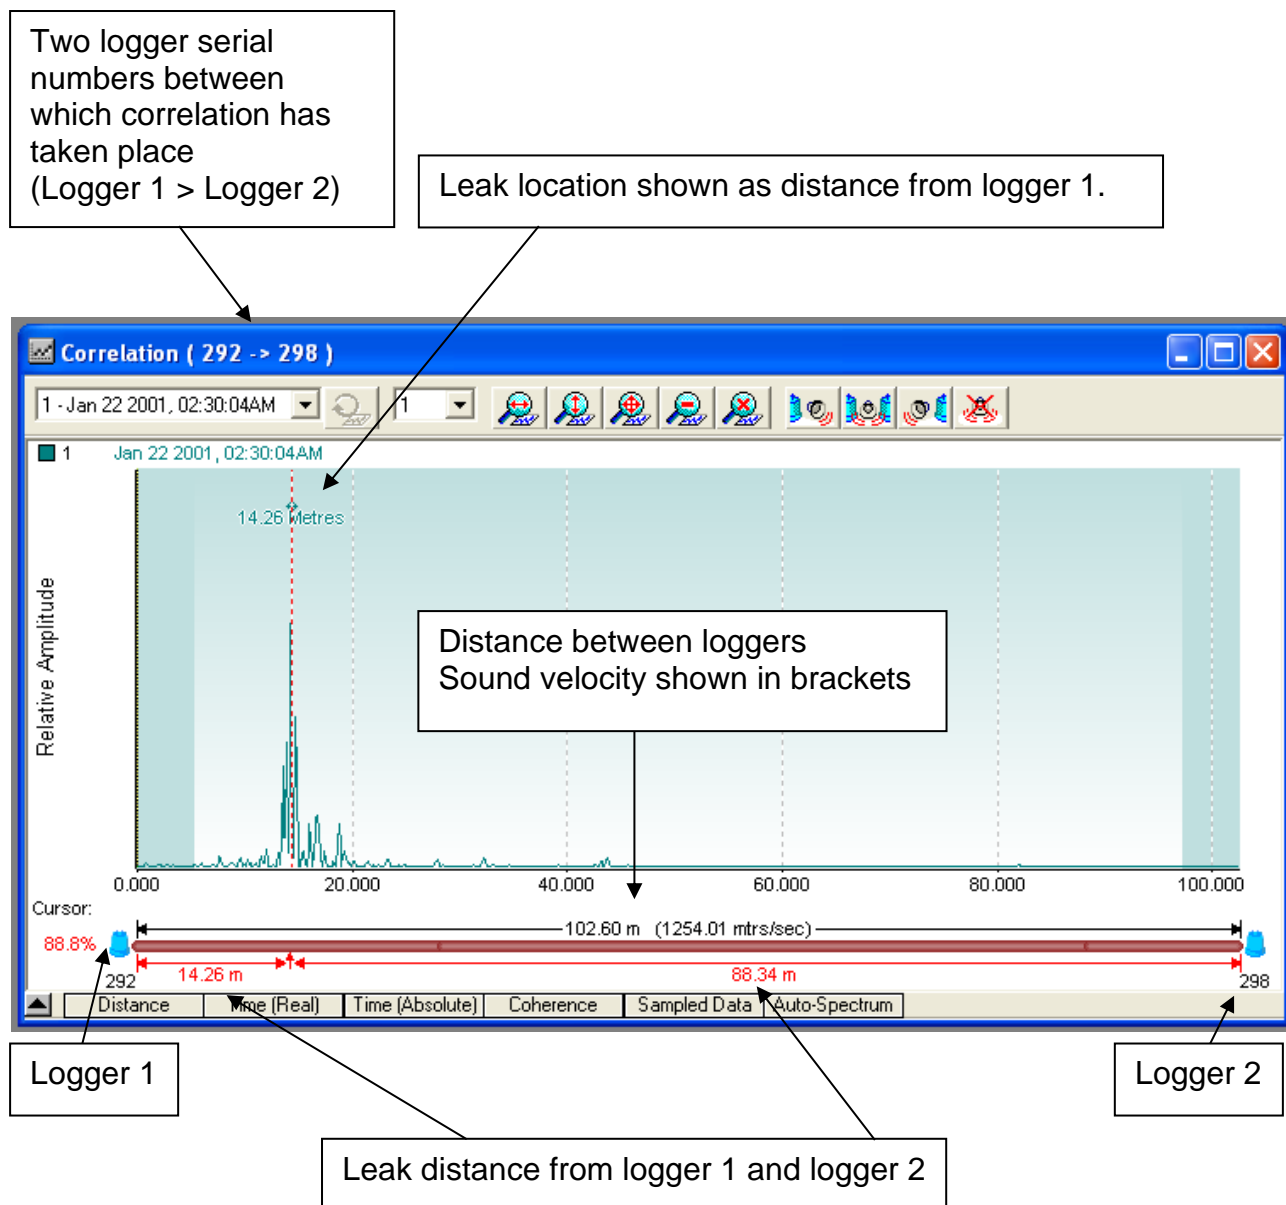 Two logger serial
numbers between
which correlation has
taken place
(Logger 1 > Logger 2)
Leak location shown as distance from logger 1.
Correlation ( 292 -> 298 )
1 - Jan 22 2001, 02:30:04AM
1
1 Jan 22 2001, 02:30:04AM
14.26 Metres
Relative Amplitude
Distance between loggers
Sound velocity shown in brackets
0.000 20.000 40.000 60.000 80.000 100.000
Cursor:
102.60 m (1254.01 mtrs/sec)
88.8%
14.26 m 88.34 m
292 298
Distance Time (Real) Time (Absolute) Coherence Sampled Data Auto-Spectrum
Logger 1
Logger 2
Leak distance from logger 1 and logger 2